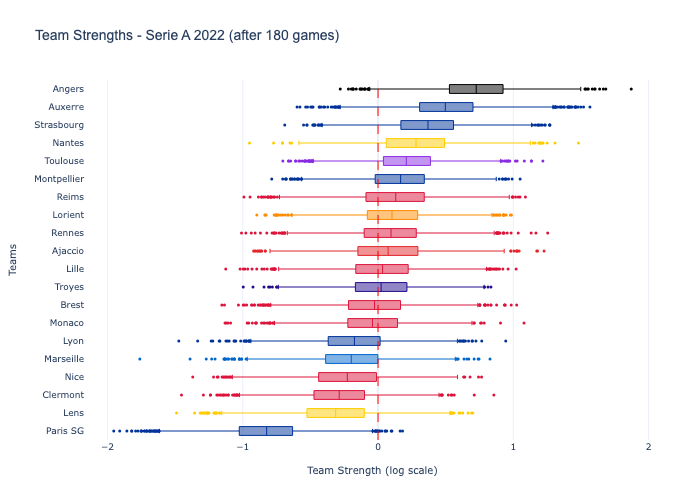 Team Strengths - Serie A 2022 (after 180 games)
Angers
Auxerre
Strasbourg
Nantes
Toulouse
Montpellier
Reims
Lorient
Rennes
Ajaccio
Lille
Troyes
Brest
Monaco
Lyon
Marseille
Nice
Clermont
Lens
Paris SG
Teams
−2 −1 0 1 2
Team Strength (log scale)